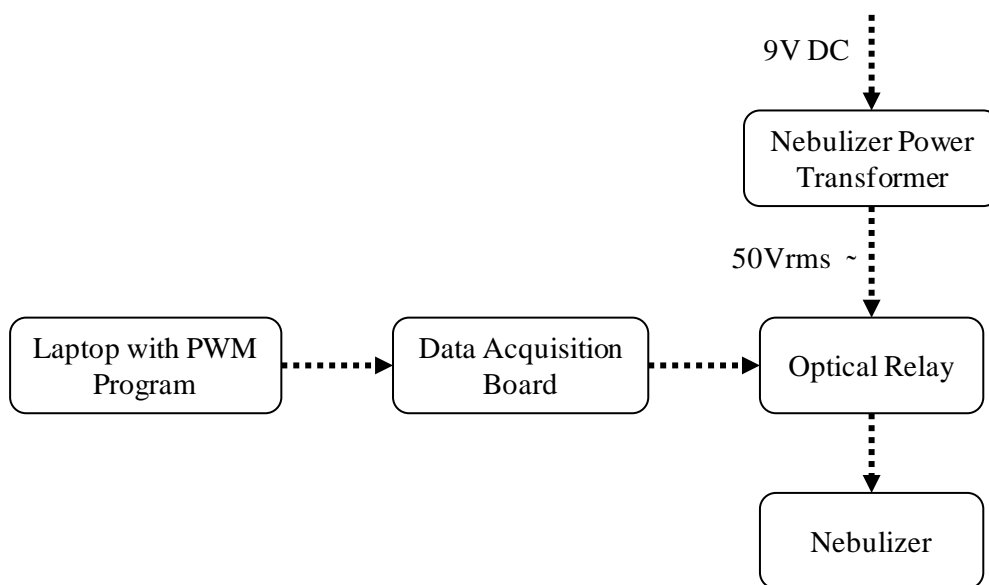 9V DC
Nebulizer Power
Transformer
50Vrms ~
Laptop with PWM
Program
Data Acquisition
Board
Optical Relay
Nebulizer